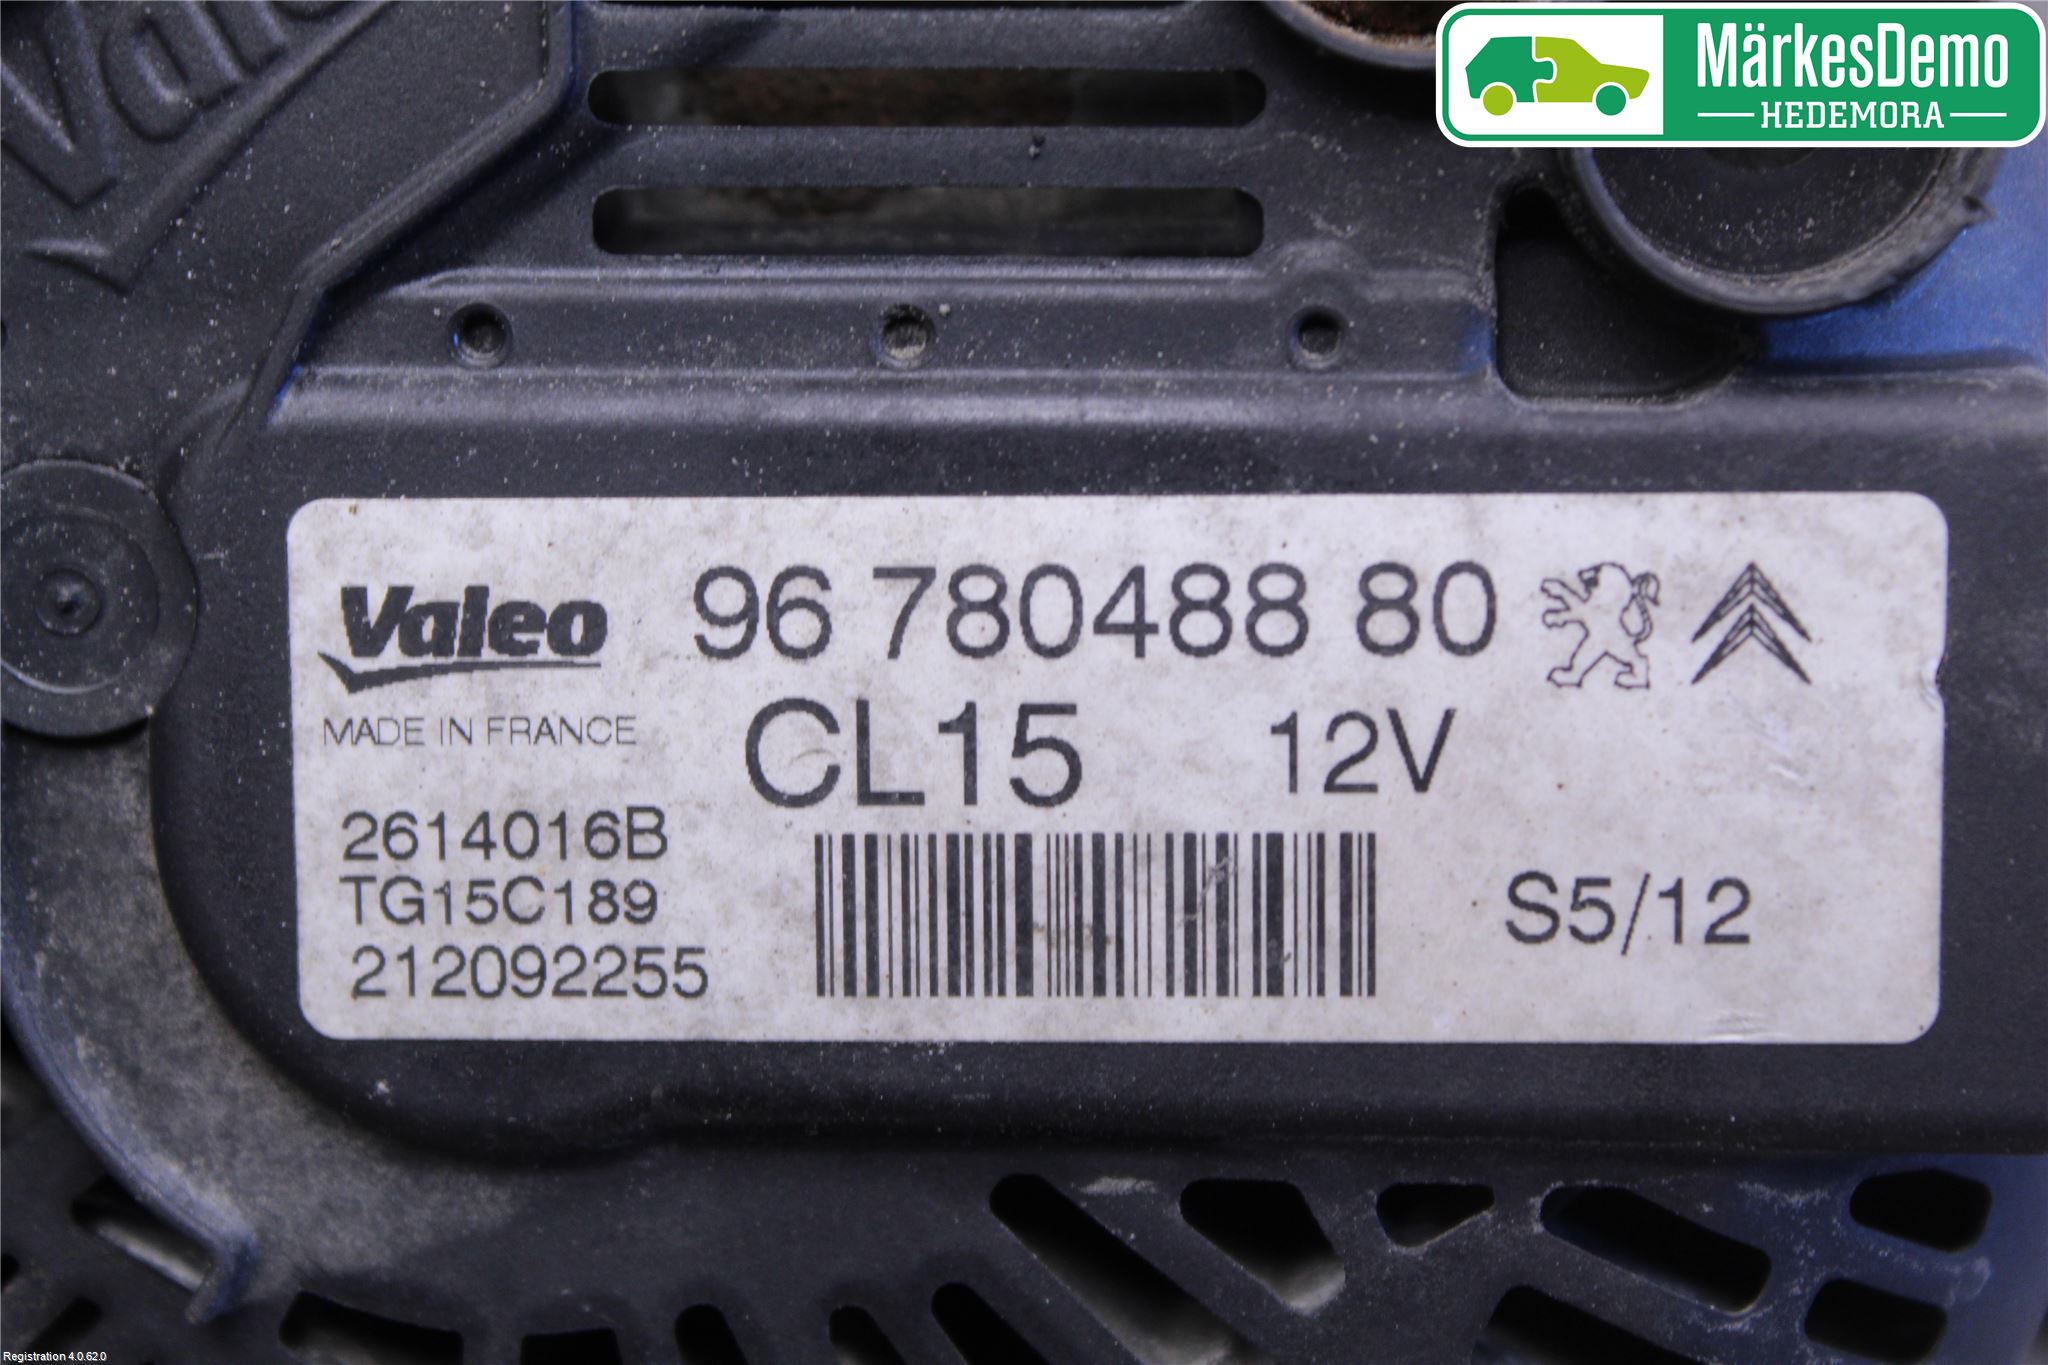 Valeo
MärkesDemo
HEDEMORA
Valeo
96 780488 80
MADE IN FRANCE
CL15 12V
2614016B
TG15C189
212092255
S5/12
Registration 4.0.62.0